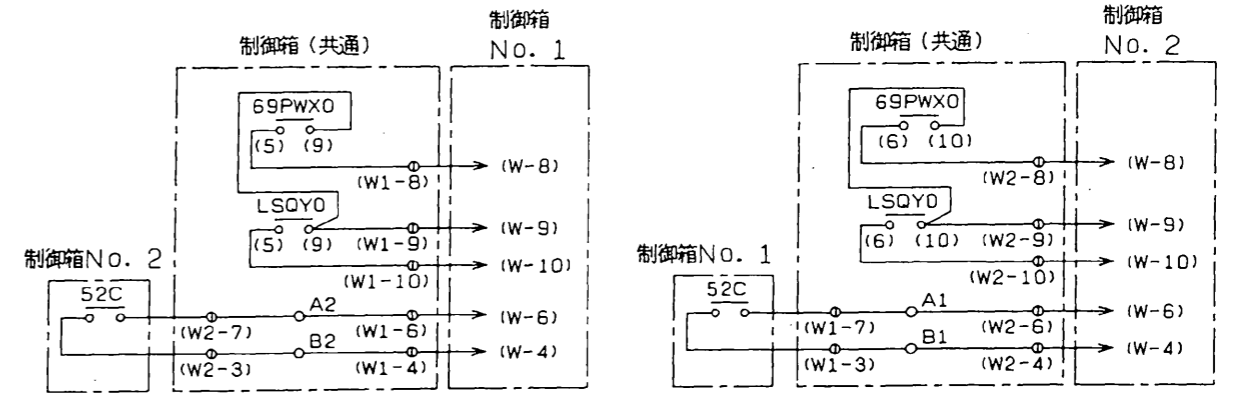 制御箱
No. 1
制御箱（共通）
69PWX0
(5) (9)
(W1-8)
(W-8)
LSQY0
(5) (9)
(W1-9)
(W-9)
(W1-10)
(W-10)
制御箱No. 2
52C
(W2-7)
A2
(W1-6)
(W-6)
(W2-3)
B2
(W1-4)
(W-4)
制御箱
No. 2
制御箱（共通）
69PWX0
(6) (10)
(W2-8)
(W-8)
LSQY0
(6) (10)
(W2-9)
(W-9)
(W2-10)
(W-10)
制御箱No. 1
52C
(W1-7)
A1
(W2-6)
(W-6)
(W1-3)
B1
(W2-4)
(W-4)